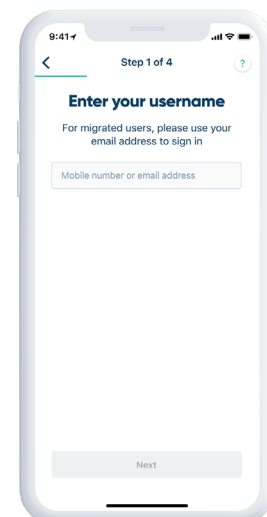 9:41
Step 1 of 4
?
Enter your username
For migrated users, please use your
email address to sign in
Mobile number or email address
Next